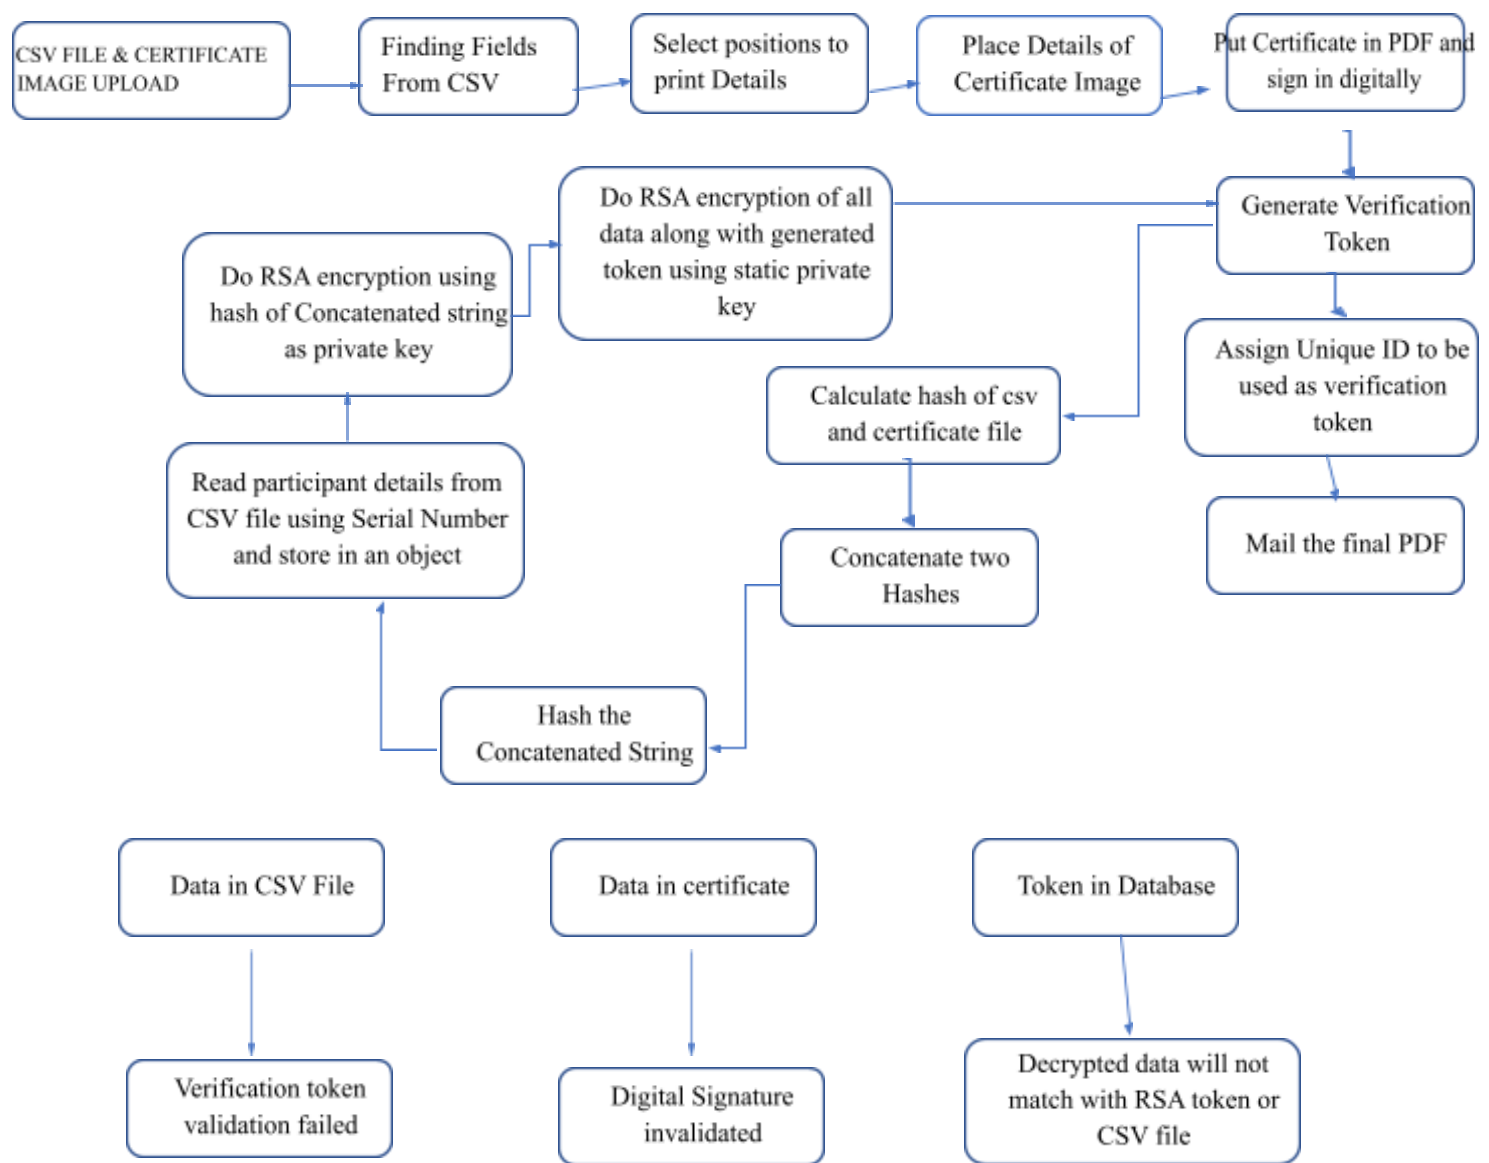 CSV FILE & CERTIFICATE
IMAGE UPLOAD
Finding Fields
From CSV
Select positions to
print Details
Place Details of
Certificate Image
Put Certificate in PDF and
sign in digitally
Do RSA encryption of all
data along with generated
token using static private
key
Generate Verification
Token
Do RSA encryption using
hash of Concatenated string
as private key
Assign Unique ID to be
used as verification
token
Calculate hash of csv
and certificate file
Read participant details from
CSV file using Serial Number
and store in an object
Mail the final PDF
Concatenate two
Hashes
Hash the
Concatenated String
Data in CSV File
Data in certificate
Token in Database
Verification token
validation failed
Digital Signature
invalidated
Decrypted data will not
match with RSA token or
CSV file